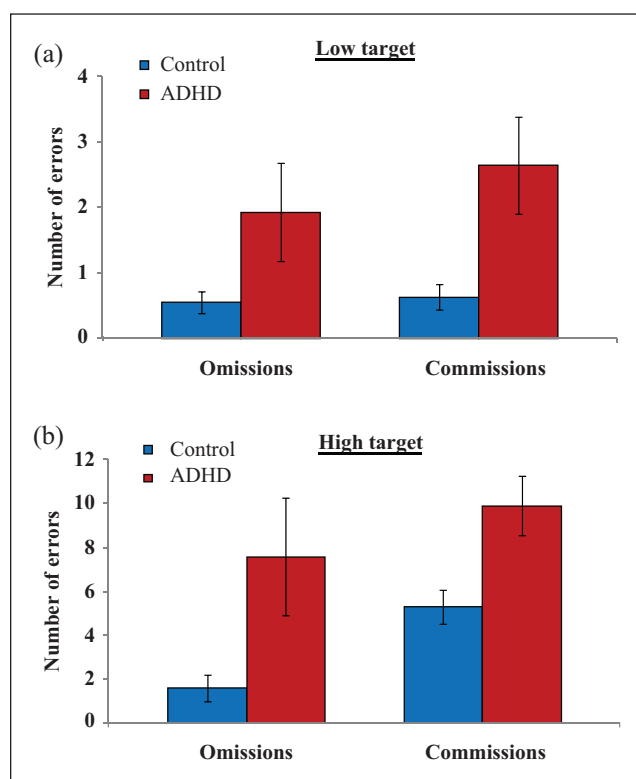 (a)
Low target
Control
ADHD
Number of errors
4
3
2
1
0
Omissions Commissions
(b)
High target
Control
ADHD
Number of errors
12
10
8
6
4
2
0
Omissions Commissions